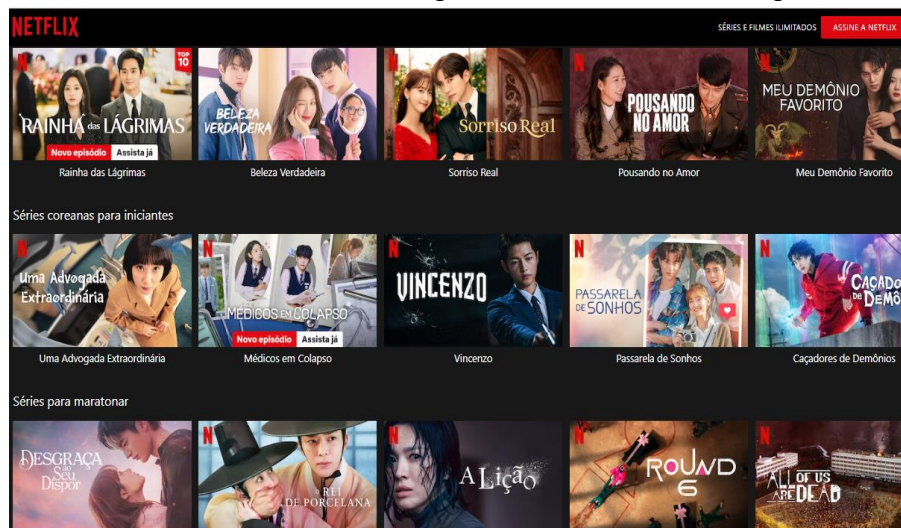 NETFLIX
SÉRIES E FILMES ILIMITADOS
ASSINE A NETFLIX
N
TOP
10
RAINHA das LÁGRIMAS
Novo episódio Assista já
BELEZA
VERDADEIRA
N
Sorriso Real
N
POUSANDO
NO AMOR
N
MEU DEMÔNIO
FAVORITO
Rainha das Lágrimas
Beleza Verdadeira
Sorriso Real
Pousando no Amor
Meu Demônio Favorito
Séries coreanas para iniciantes
N
Uma Advogada
Extraordinária
N
MÉDICOS EM COLAPSO
Novo episódio Assista já
N
VINCENZO
N
PASSARELA
DE SONHOS
N
CAÇADO
DE DEMÔ
Uma Advogada Extraordinária
Médicos em Colapso
Vincenzo
Passarela de Sonhos
Caçadores de Demônios
Séries para maratonar
DESGRAÇA
ao
Seu
Dispor
N
O REI
DE PORCELANA
N
A Lição
N
ROUND
6
N
ALL OF US
ARE DEAD